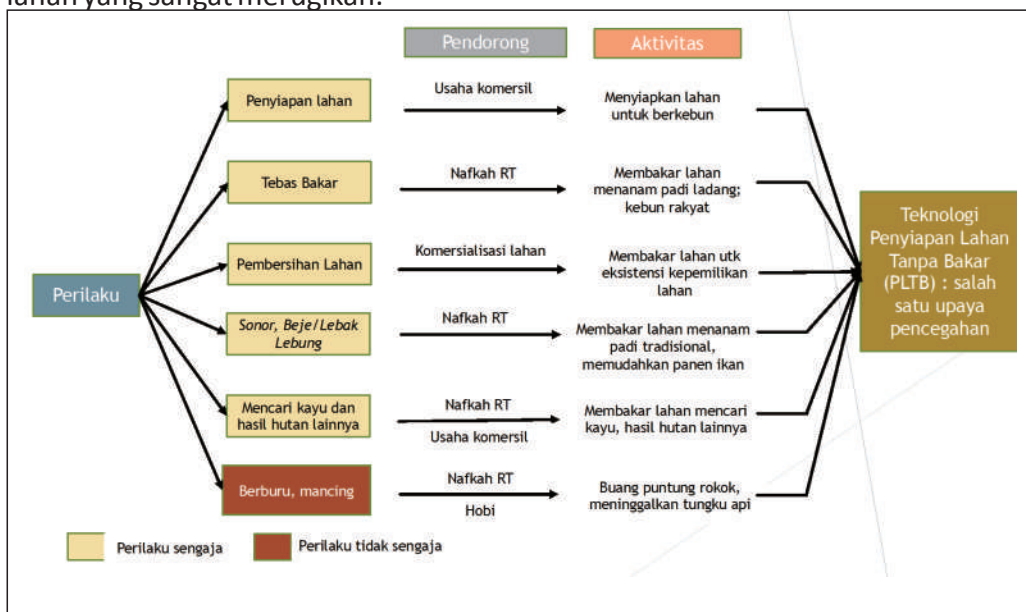 lahan yang sangat merugikan.
Pendorong
Aktivitas
Perilaku
Penyiapan lahan
Usaha komersil
Menyiapkan lahan
untuk berkebun
Tebas Bakar
Nafkah RT
Membakar lahan
menanam padi ladang;
kebun rakyat
Pembersihan Lahan
Komersialisasi lahan
Membakar lahan utk
eksistensi kepemilikan
lahan
Sonor, Beje/Lebak
Lebung
Nafkah RT
Membakar lahan menanam
padi tradisional,
memudahkan panen ikan
Mencari kayu dan
hasil hutan lainnya
Nafkah RT
Usaha komersil
Membakar lahan mencari
kayu, hasil hutan lainnya
Berburu, mancing
Nafkah RT
Hobi
Buang puntung rokok,
meninggalkan tungku api
Teknologi
Penyiapan Lahan
Tanpa Bakar
(PLTB) : salah
satu upaya
pencegahan
Perilaku sengaja
Perilaku tidak sengaja